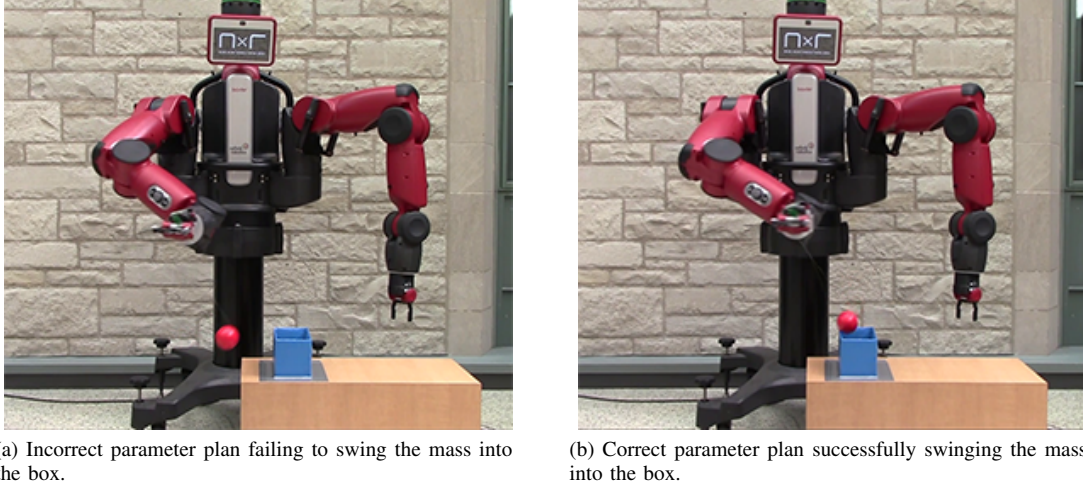 n×r
n×r
(a) Incorrect parameter plan failing to swing the mass into
the box.
(b) Correct parameter plan successfully swinging the mass
into the box.